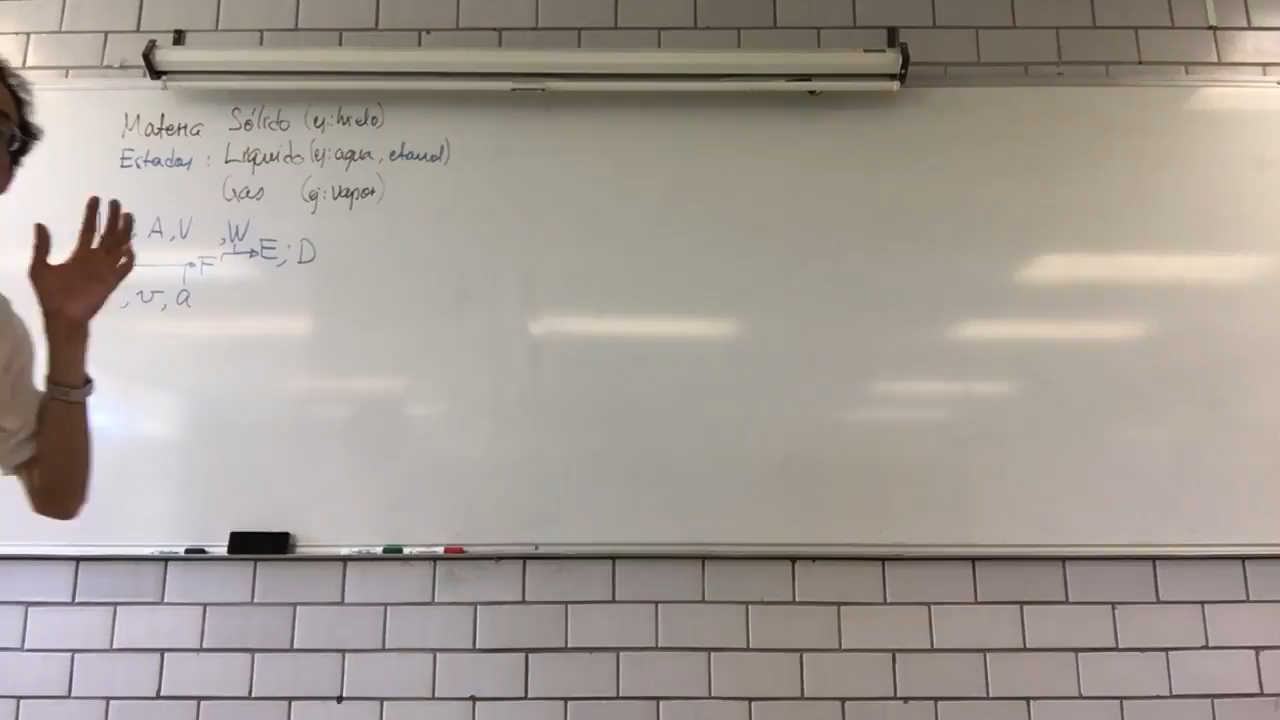 Materia Sólido (ej: hielo)
Estados: Líquido (ej: agua, etanol)
Gas (ej: vapor)
A, V , W
F E; D
, v, a